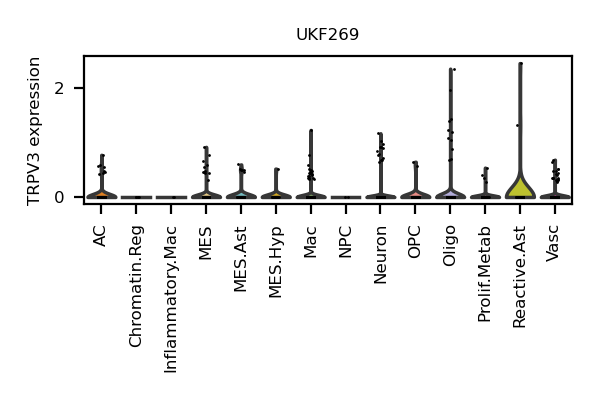 UKF269
TRPV3 expression
2
0
AC
Chromatin.Reg
Inflammatory.Mac
MES
MES.Ast
MES.Hyp
Mac
NPC
Neuron
OPC
Oligo
Prolif.Metab
Reactive.Ast
Vasc